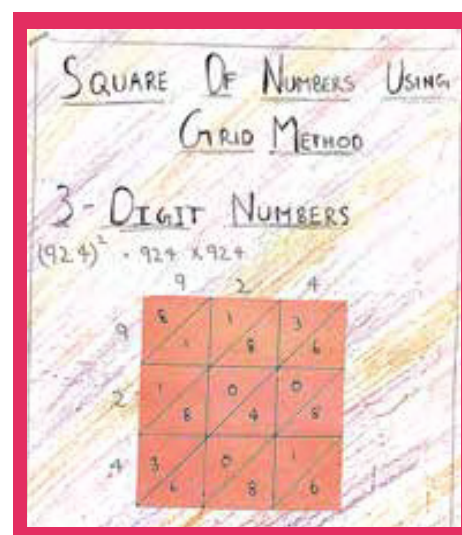 SQUARE OF NUMBERS USING
GRID METHOD
3-DIGIT NUMBERS
(924)² = 924 x 924
9 2 4
9 8 1 1 8 3 6
2 1 8 0 4 0 8
4 3 6 0 8 1 6